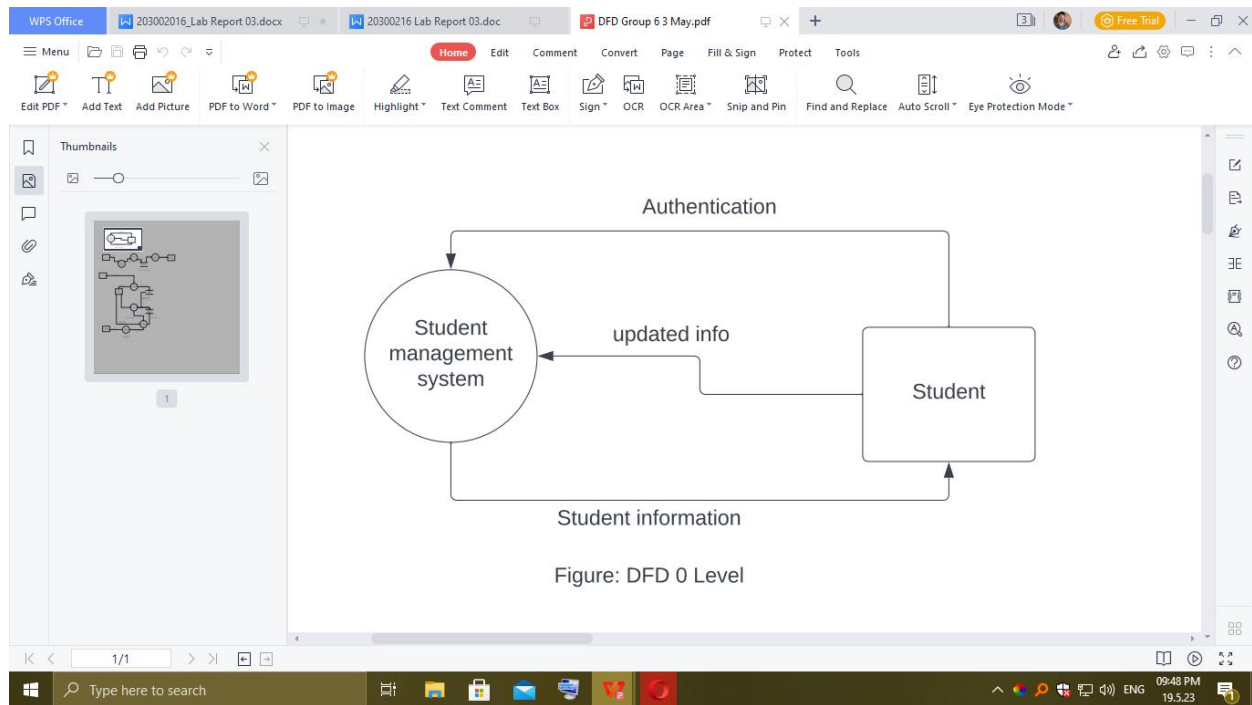 WPS Office
203002016_Lab Report 03.docx
20300216 Lab Report 03.doc
DFD Group 6 3 May.pdf
Free Trial
Menu
Home Edit Comment Convert Page Fill & Sign Protect Tools
Edit PDF Add Text Add Picture PDF to Word PDF to Image Highlight Text Comment Text Box Sign OCR OCR Area Snip and Pin Find and Replace Auto Scroll Eye Protection Mode
Thumbnails
1
Authentication
Student
management
system
updated info
Student
Student information
Figure: DFD 0 Level
1/1
Type here to search
ENG
09:48 PM
19.5.23